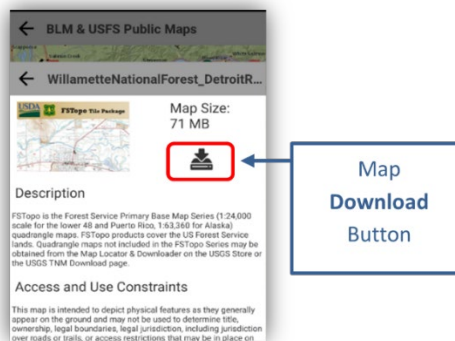 BLM & USFS Public Maps
WillametteNationalForest_DetroitR...
USDA FSTopo Tile Package
Map Size:
71 MB
Description
FSTopo is the Forest Service Primary Base Map Series (1:24,000
scale for the lower 48 and Puerto Rico, 1:63,360 for Alaska)
quadrangle maps. FSTopo products cover the US Forest Service
lands. Quadrangle maps not included in the FSTopo Series may be
obtained from the Map Locator & Downloader on the USGS Store or
the USGS TNM Download page.
Access and Use Constraints
This map is intended to depict physical features as they generally
appear on the ground and may not be used to determine title,
ownership, legal boundaries, legal jurisdiction, including jurisdiction
over roads or trails, or access restrictions that may be in place on
Map
Download
Button